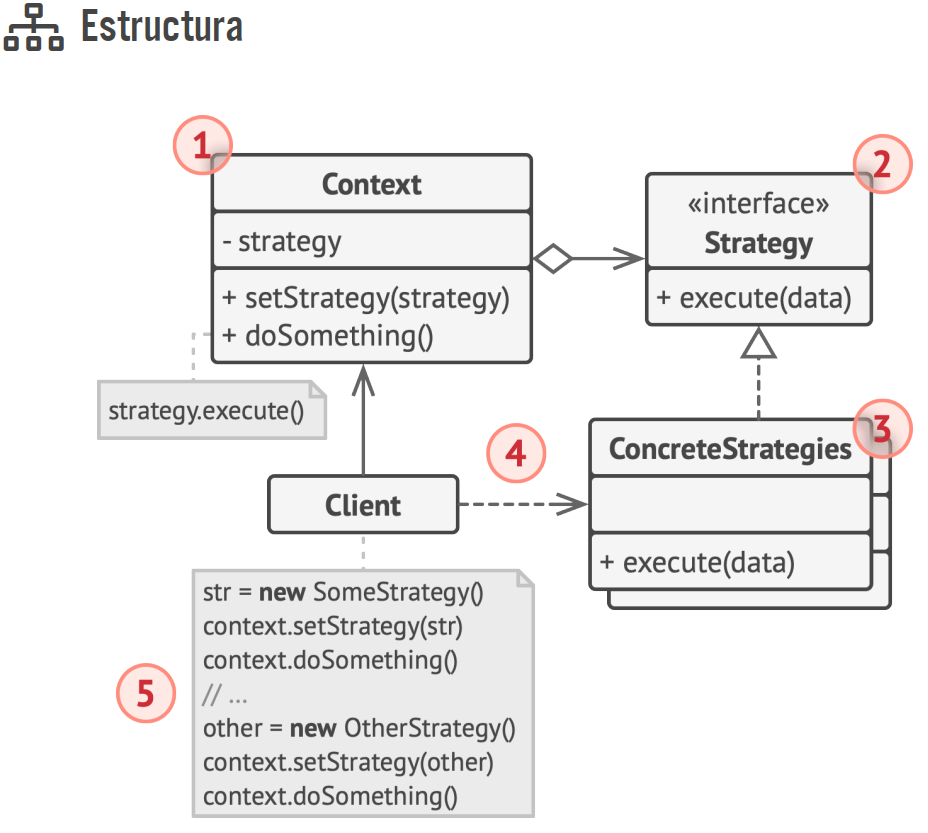 Estructura
1
Context
- strategy
+ setStrategy(strategy)
+ doSomething()
strategy.execute()
2
«interface»
Strategy
+ execute(data)
3
ConcreteStrategies
+ execute(data)
4
Client
5
str = new SomeStrategy()
context.setStrategy(str)
context.doSomething()
// ...
other = new OtherStrategy()
context.setStrategy(other)
context.doSomething()